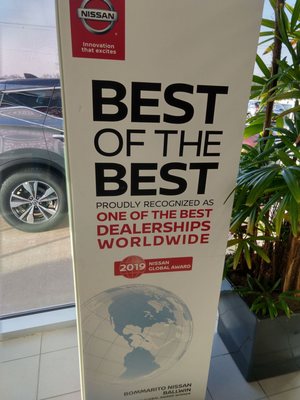 NISSAN
Innovation
that excites
BEST
OF THE
BEST
PROUDLY RECOGNIZED AS
ONE OF THE BEST
DEALERSHIPS
WORLDWIDE
2019 NISSAN
GLOBAL AWARD
BOMMARITO NISSAN
BALLWIN